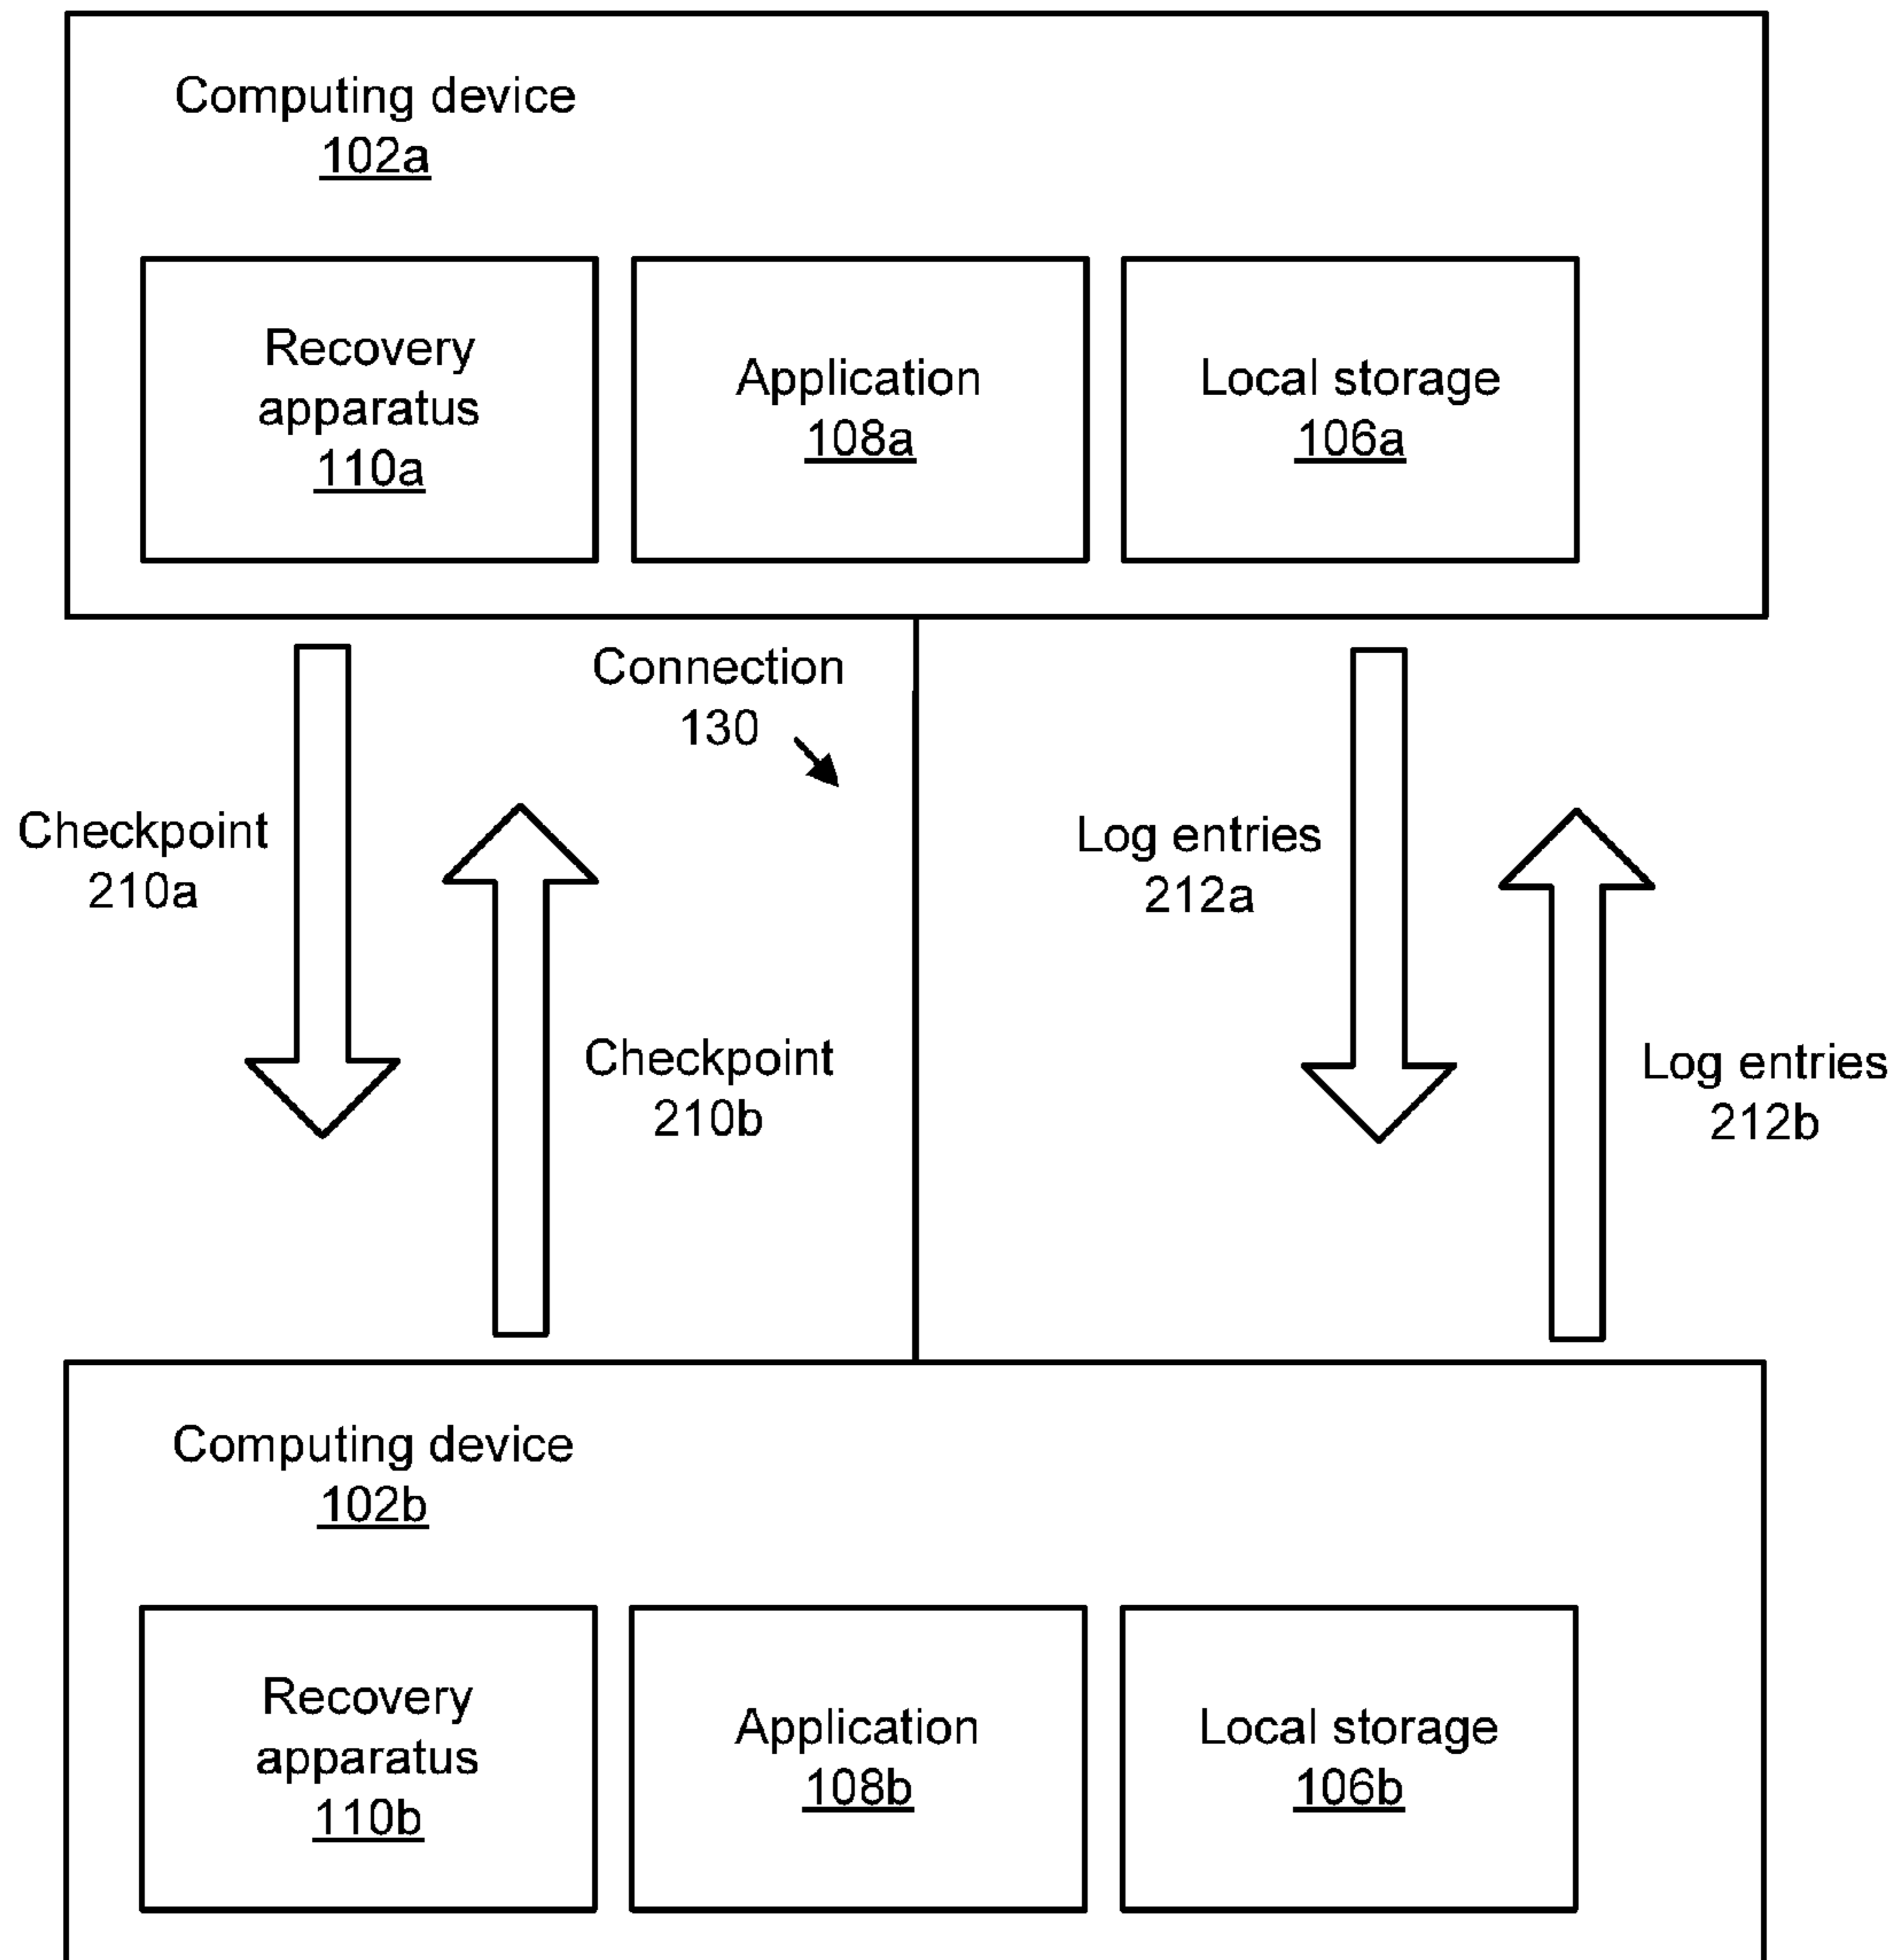 Computing device
102a
Recovery
apparatus
110a
Application
108a
Local storage
106a
Connection
130
Checkpoint
210a
Log entries
212a
Checkpoint
210b
Log entries
212b
Computing device
102b
Recovery
apparatus
110b
Application
108b
Local storage
106b